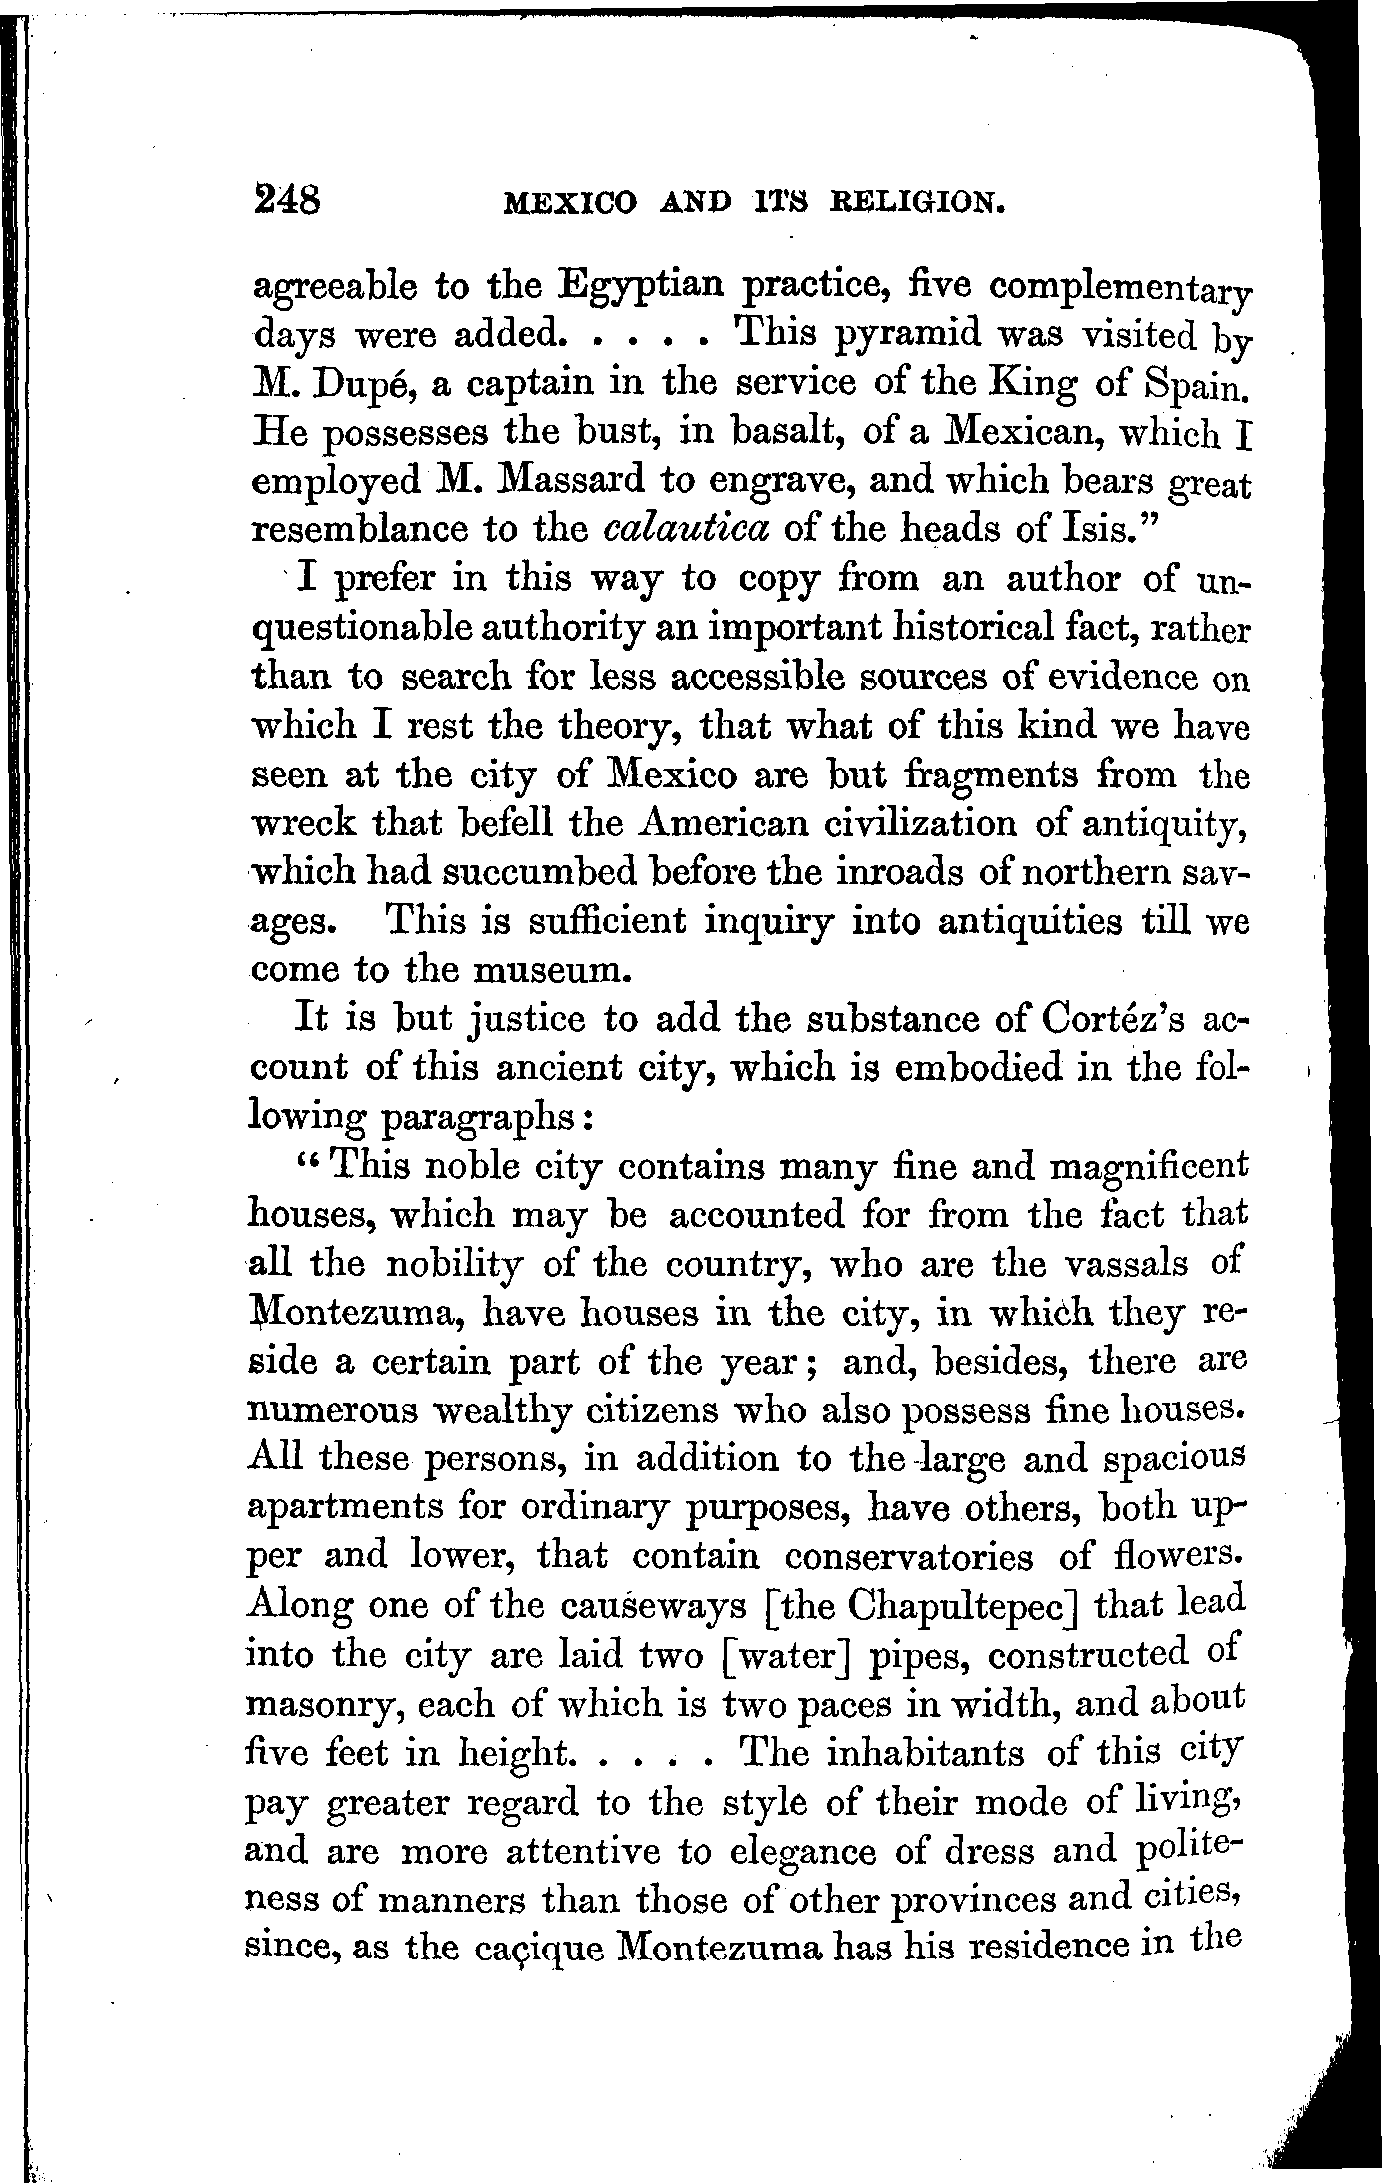 248 MEXICO AND ITS RELIGION.
agreeable to the Egyptian practice, five complementary
days were added. . . . . This pyramid was visited by
M. Dupé, a captain in the service of the King of Spain.
He possesses the bust, in basalt, of a Mexican, which I
employed M. Massard to engrave, and which bears great
resemblance to the calautica of the heads of Isis.”
I prefer in this way to copy from an author of un-
questionable authority an important historical fact, rather
than to search for less accessible sources of evidence on
which I rest the theory, that what of this kind we have
seen at the city of Mexico are but fragments from the
wreck that befell the American civilization of antiquity,
which had succumbed before the inroads of northern sav-
ages. This is sufficient inquiry into antiquities till we
come to the museum.
It is but justice to add the substance of Cortéz’s ac-
count of this ancient city, which is embodied in the fol-
lowing paragraphs:
“This noble city contains many fine and magnificent
houses, which may be accounted for from the fact that
all the nobility of the country, who are the vassals of
Montezuma, have houses in the city, in which they re-
side a certain part of the year; and, besides, there are
numerous wealthy citizens who also possess fine houses.
All these persons, in addition to the large and spacious
apartments for ordinary purposes, have others, both up-
per and lower, that contain conservatories of flowers.
Along one of the causeways [the Chapultepec] that lead
into the city are laid two [water] pipes, constructed of
masonry, each of which is two paces in width, and about
five feet in height. . . . . The inhabitants of this city
pay greater regard to the style of their mode of living,
and are more attentive to elegance of dress and polite-
ness of manners than those of other provinces and cities,
since, as the caçique Montezuma has his residence in the